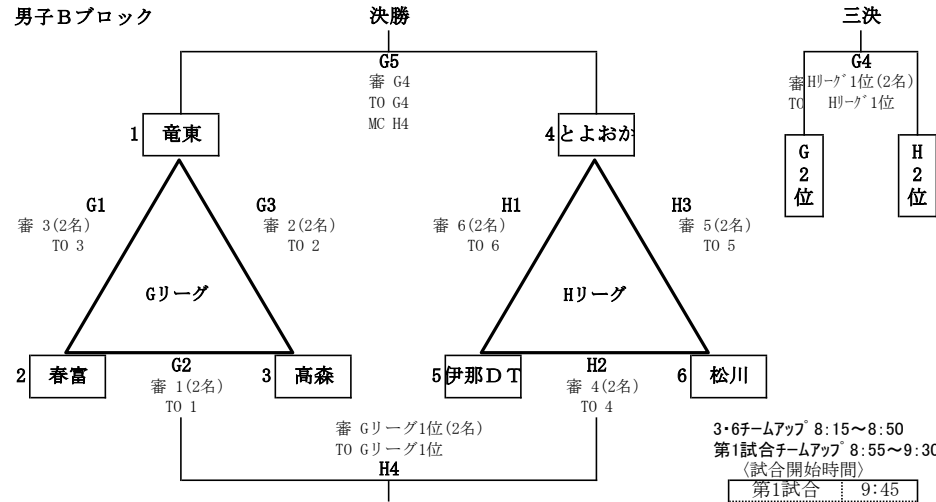 男子Bブロック
決勝
三決
G5
審 G4
TO G4
MC H4
G4
審 Hリーグ1位(2名)
TO Hリーグ1位
1 竜東
4 とよおか
G2位
H2位
G1
審 3(2名)
TO 3
G3
審 2(2名)
TO 2
H1
審 6(2名)
TO 6
H3
審 5(2名)
TO 5
Gリーグ
Hリーグ
2 春富
G2
審 1(2名)
TO 1
3 高森
5 伊那DT
H2
審 4(2名)
TO 4
6 松川
審 Gリーグ1位(2名)
TO Gリーグ1位
H4
3・6チームアップ 8:15～8:50
第1試合チームアップ 8:55～9:30
〈試合開始時間〉
第1試合 9:45